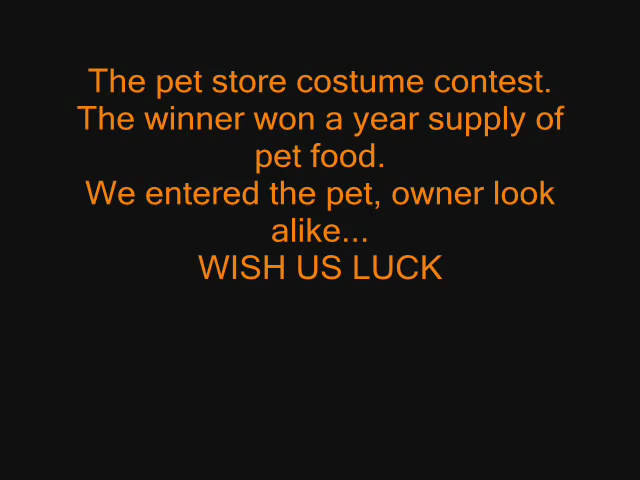 The pet store costume contest.
The winner won a year supply of
pet food.
We entered the pet, owner look
alike...
WISH US LUCK